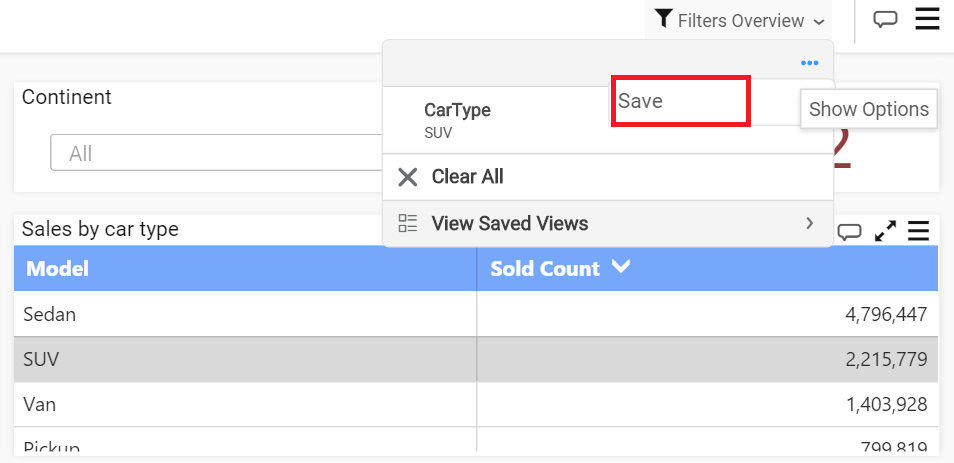 Filters Overview
Continent
All
CarType
SUV
Save
Show Options
2
Clear All
View Saved Views
Sales by car type
Model Sold Count
Sedan 4,796,447
SUV 2,215,779
Van 1,403,928
Pickup 799,819